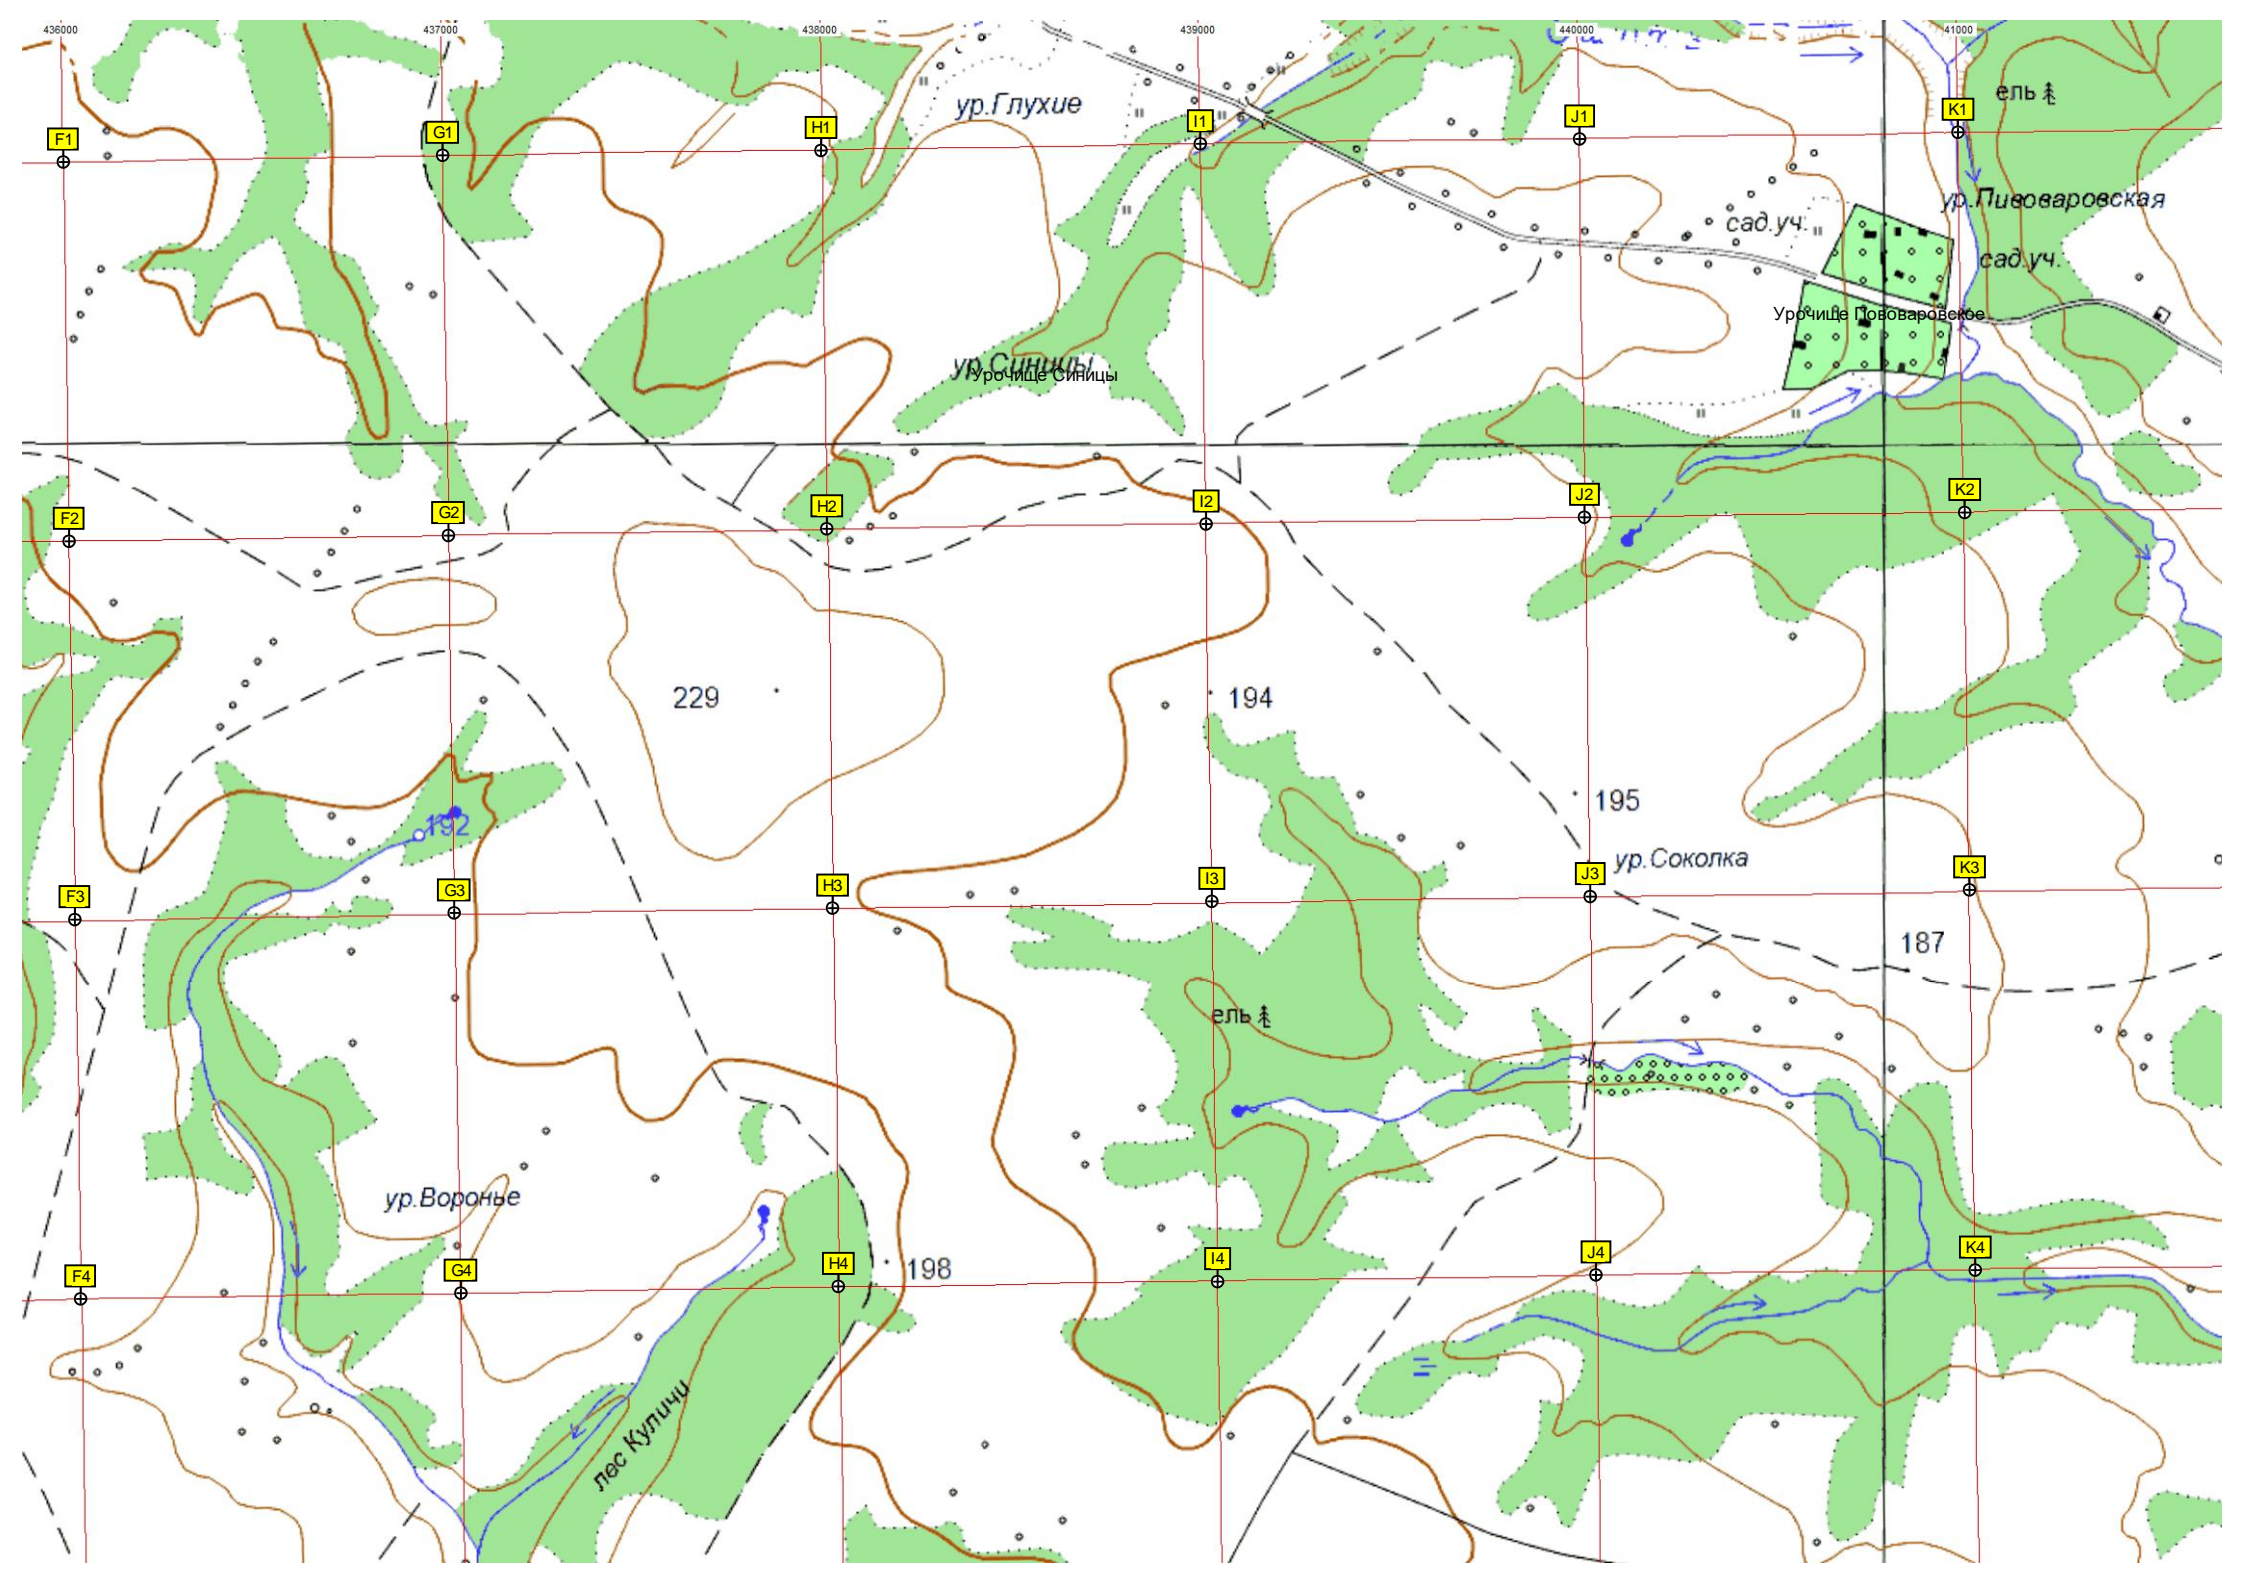 436000 437000 438000 439000 440000 41000
ель
ур.Глухие
F1 G1 H1 I1 J1 K1
ур.Пивоваровская
сад.уч.
сад.уч.
Урочище Пововаровское
ур.Синицы
Урочище Синицы
F2 G2 H2 I2 J2 K2
229
194
195
192
ур.Соколка
F3 G3 H3 I3 J3 K3
187
ель
ур.Воронье
F4 G4 H4 I4 J4 K4
198
лес Куличи